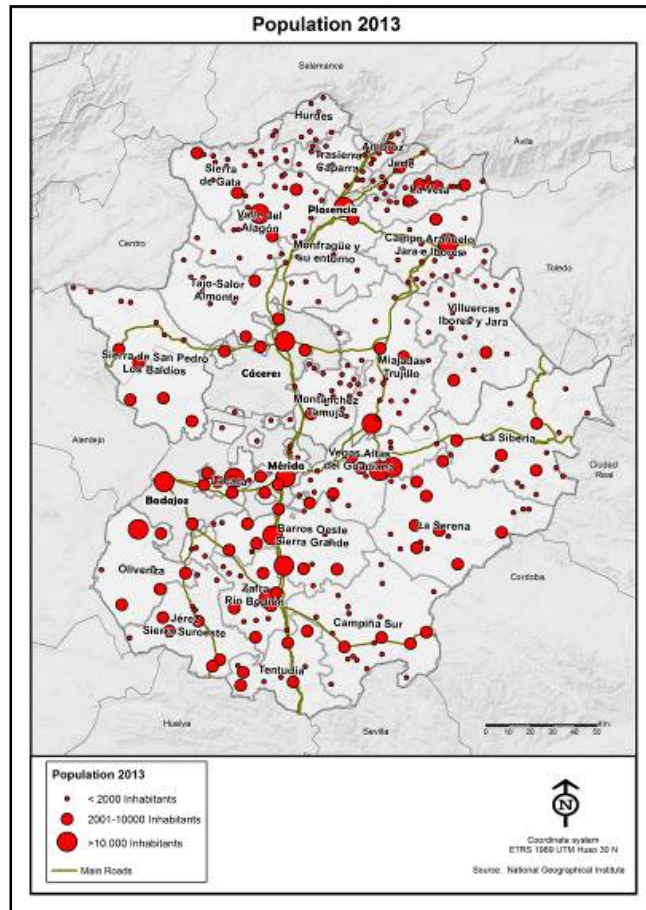 Population 2013
Salamanca
Hurdes
Ávila
Ambroz
Trasierra
Caparra
Jerte
Sierra
de Gata
La Vera
Plasencia
Valle del
Alagón
Centro
Monfragüe y
su entorno
Campo Arañuelo
Jara e Ibores
Toledo
Tajo-Salor
Almonte
Villuercas
Ibores y Jara
Sierra de San Pedro
Los Baldíos
Cáceres
Miajadas
Trujillo
Montánchez
Tamuja
Alentejo
La Siberia
Mérida
Vegas Altas
del Guadiana
Ciudad
Real
Badajoz
La Serena
Barros Oeste
Sierra Grande
Olivenza
Cordoba
Zafra
Río Bodión
Jerez
Sierra Suroeste
Campiña Sur
Tentudía
Huelva
Sevilla
0 10 20 30 40 50 Km.
Population 2013
< 2000 Inhabitants
2001-10000 Inhabitants
>10.000 Inhabitants
Main Roads
N
Coordinate system
ETRS 1989 UTM Huso 30 N
Source: National Geographical Institute